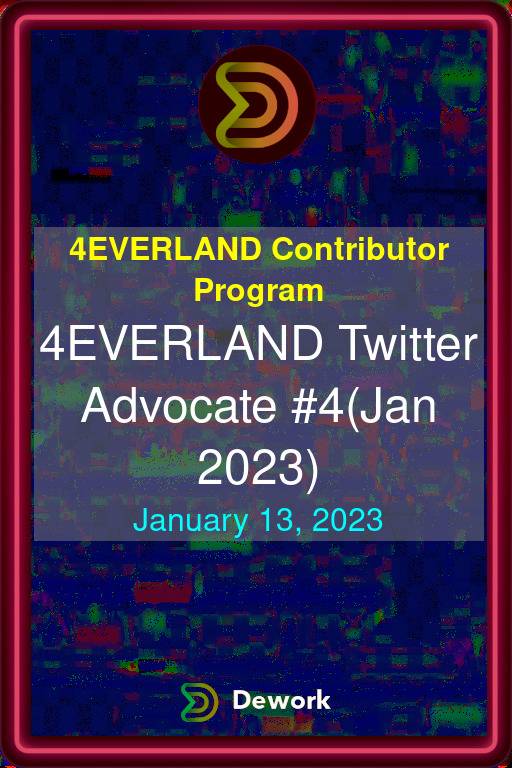 4EVERLAND Contributor
Program
4EVERLAND Twitter
Advocate #4(Jan
2023)
January 13, 2023
Dework